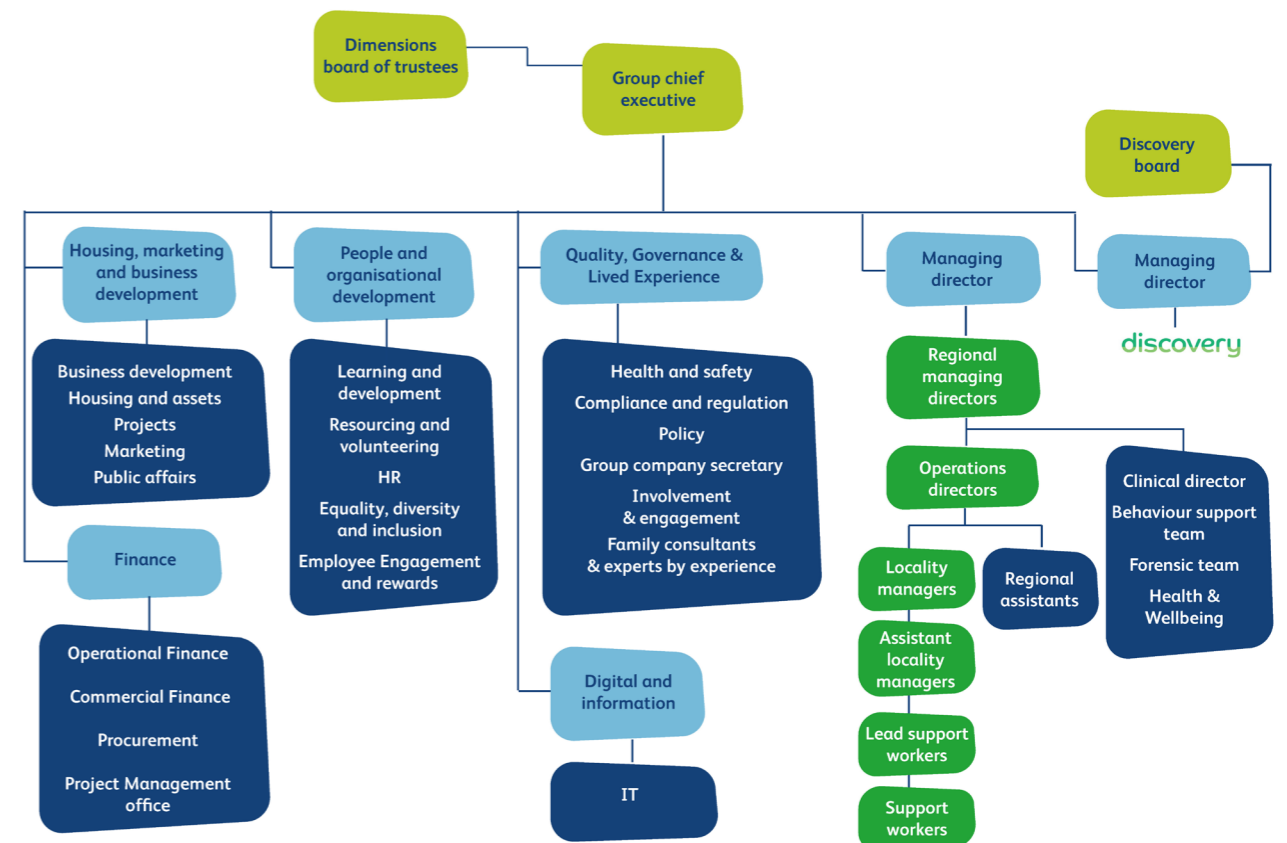 Dimensions
board of trustees
Group chief
executive
Discovery
board
Housing, marketing
and business
development
People and
organisational
development
Quality, Governance &
Lived Experience
Managing
director
Managing
director
discovery
Business development
Housing and assets
Projects
Marketing
Public affairs
Learning and
development
Resourcing and
volunteering
HR
Equality, diversity
and inclusion
Employee Engagement
and rewards
Health and safety
Compliance and regulation
Policy
Group company secretary
Involvement
& engagement
Family consultants
& experts by experience
Regional
managing
directors
Operations
directors
Clinical director
Behaviour support
team
Forensic team
Health &
Wellbeing
Finance
Locality
managers
Regional
assistants
Operational Finance
Commercial Finance
Procurement
Project Management
office
Digital and
information
IT
Assistant
locality
managers
Lead support
workers
Support
workers